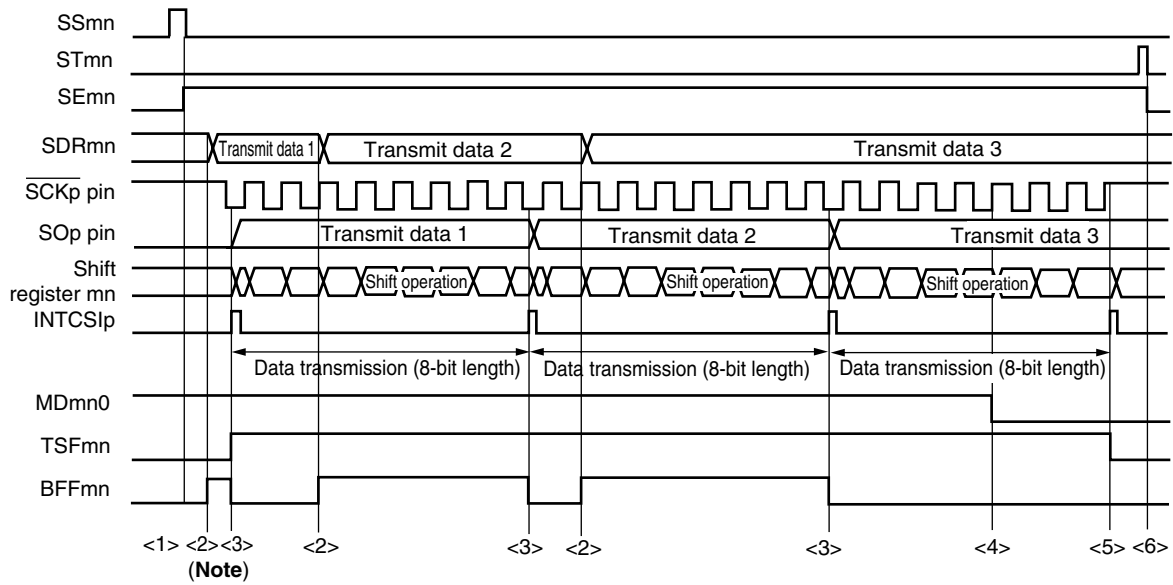 SSmn
STmn
SEmn
SDRmn Transmit data 1 Transmit data 2 Transmit data 3
SCKp pin
SOp pin Transmit data 1 Transmit data 2 Transmit data 3
Shift
register mn Shift operation Shift operation Shift operation
INTCSIp
Data transmission (8-bit length) Data transmission (8-bit length) Data transmission (8-bit length)
MDmn0
TSFmn
BFFmn
<1> <2> <3> <2> <3> <2> <3> <4> <5> <6>
(Note)